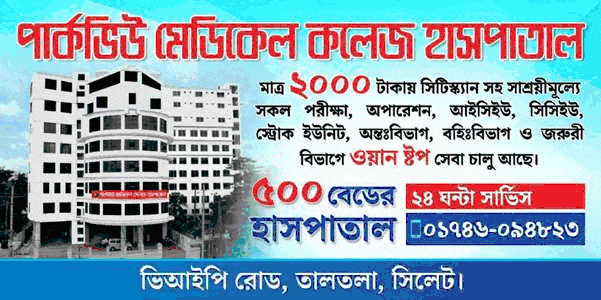 পার্কভিউ মেডিকেল কলেজ হাসপাতাল
মাত্র ২০০০ টাকায় সিটিস্ক্যান সহ সাশ্রয়ীমূল্যে
সকল পরীক্ষা, অপারেশন, আইসিইউ, সিসিইউ,
স্ট্রোক ইউনিট, অন্তঃবিভাগ, বহিঃবিভাগ ও জরুরী
বিভাগে ওয়ান ষ্টপ সেবা চালু আছে।
৫০০ বেডের
হাসপাতাল
২৪ ঘন্টা সার্ভিস
০১৭৪৬-০৯৪৮২৩
ভিআইপি রোড, তালতলা, সিলেট।